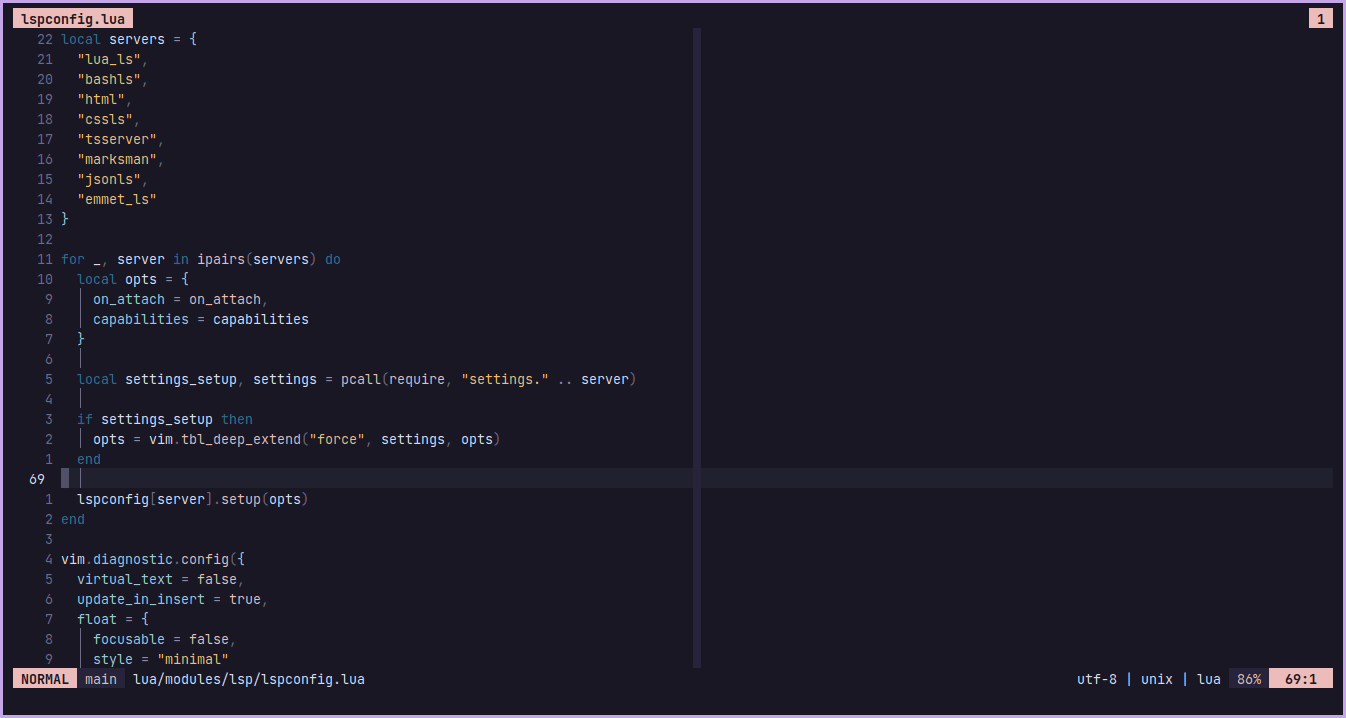 lspconfig.lua 1
22 local servers = {
21   "lua_ls",
20   "bashls",
19   "html",
18   "cssls",
17   "tsserver",
16   "marksman",
15   "jsonls",
14   "emmet_ls"
13 }
12
11 for _, server in ipairs(servers) do
10   local opts = {
9     on_attach = on_attach,
8     capabilities = capabilities
7   }
6
5   local settings_setup, settings = pcall(require, "settings." .. server)
4
3   if settings_setup then
2     opts = vim.tbl_deep_extend("force", settings, opts)
1   end
69
1   lspconfig[server].setup(opts)
2 end
3
4 vim.diagnostic.config({
5   virtual_text = false,
6   update_in_insert = true,
7   float = {
8     focusable = false,
9     style = "minimal"
NORMAL main lua/modules/lsp/lspconfig.lua utf-8 | unix | lua 86% 69:1